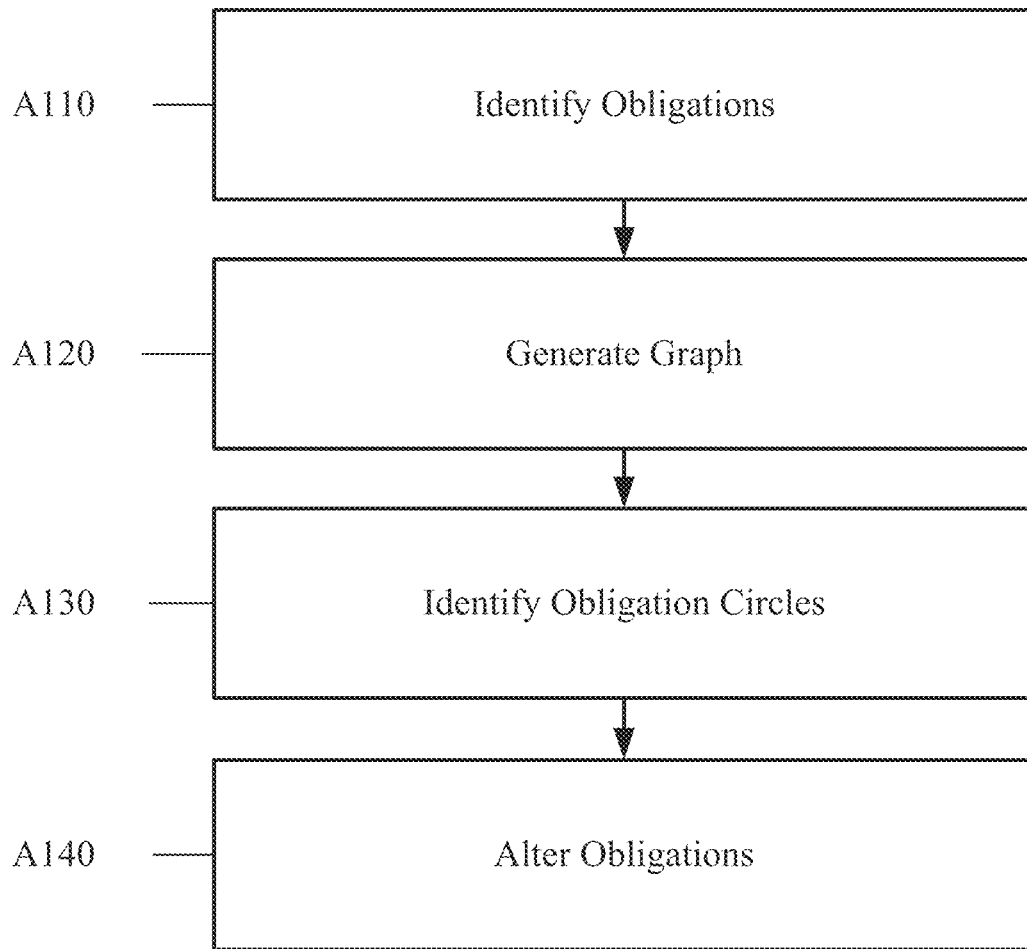 A110
Identify Obligations
A120
Generate Graph
A130
Identify Obligation Circles
A140
Alter Obligations